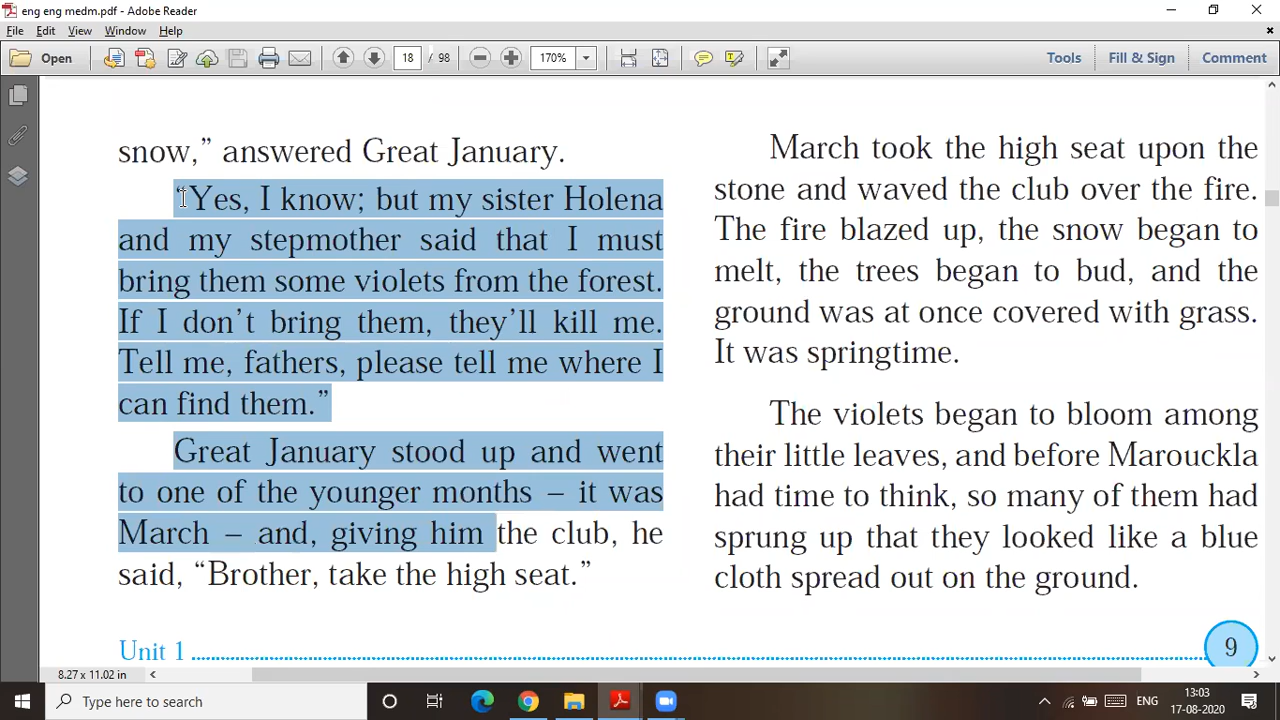 eng eng medm.pdf - Adobe Reader
File Edit View Window Help
Open 18 / 98 170% Tools Fill & Sign Comment
snow,” answered Great January.
“Yes, I know; but my sister Holena
and my stepmother said that I must
bring them some violets from the forest.
If I don’t bring them, they’ll kill me.
Tell me, fathers, please tell me where I
can find them.”
Great January stood up and went
to one of the younger months – it was
March – and, giving him the club, he
said, “Brother, take the high seat.”
March took the high seat upon the
stone and waved the club over the fire.
The fire blazed up, the snow began to
melt, the trees began to bud, and the
ground was at once covered with grass.
It was springtime.
The violets began to bloom among
their little leaves, and before Marouckla
had time to think, so many of them had
sprung up that they looked like a blue
cloth spread out on the ground.
Unit 1
9
8.27 x 11.02 in
Type here to search
ENG
13:03
17-08-2020